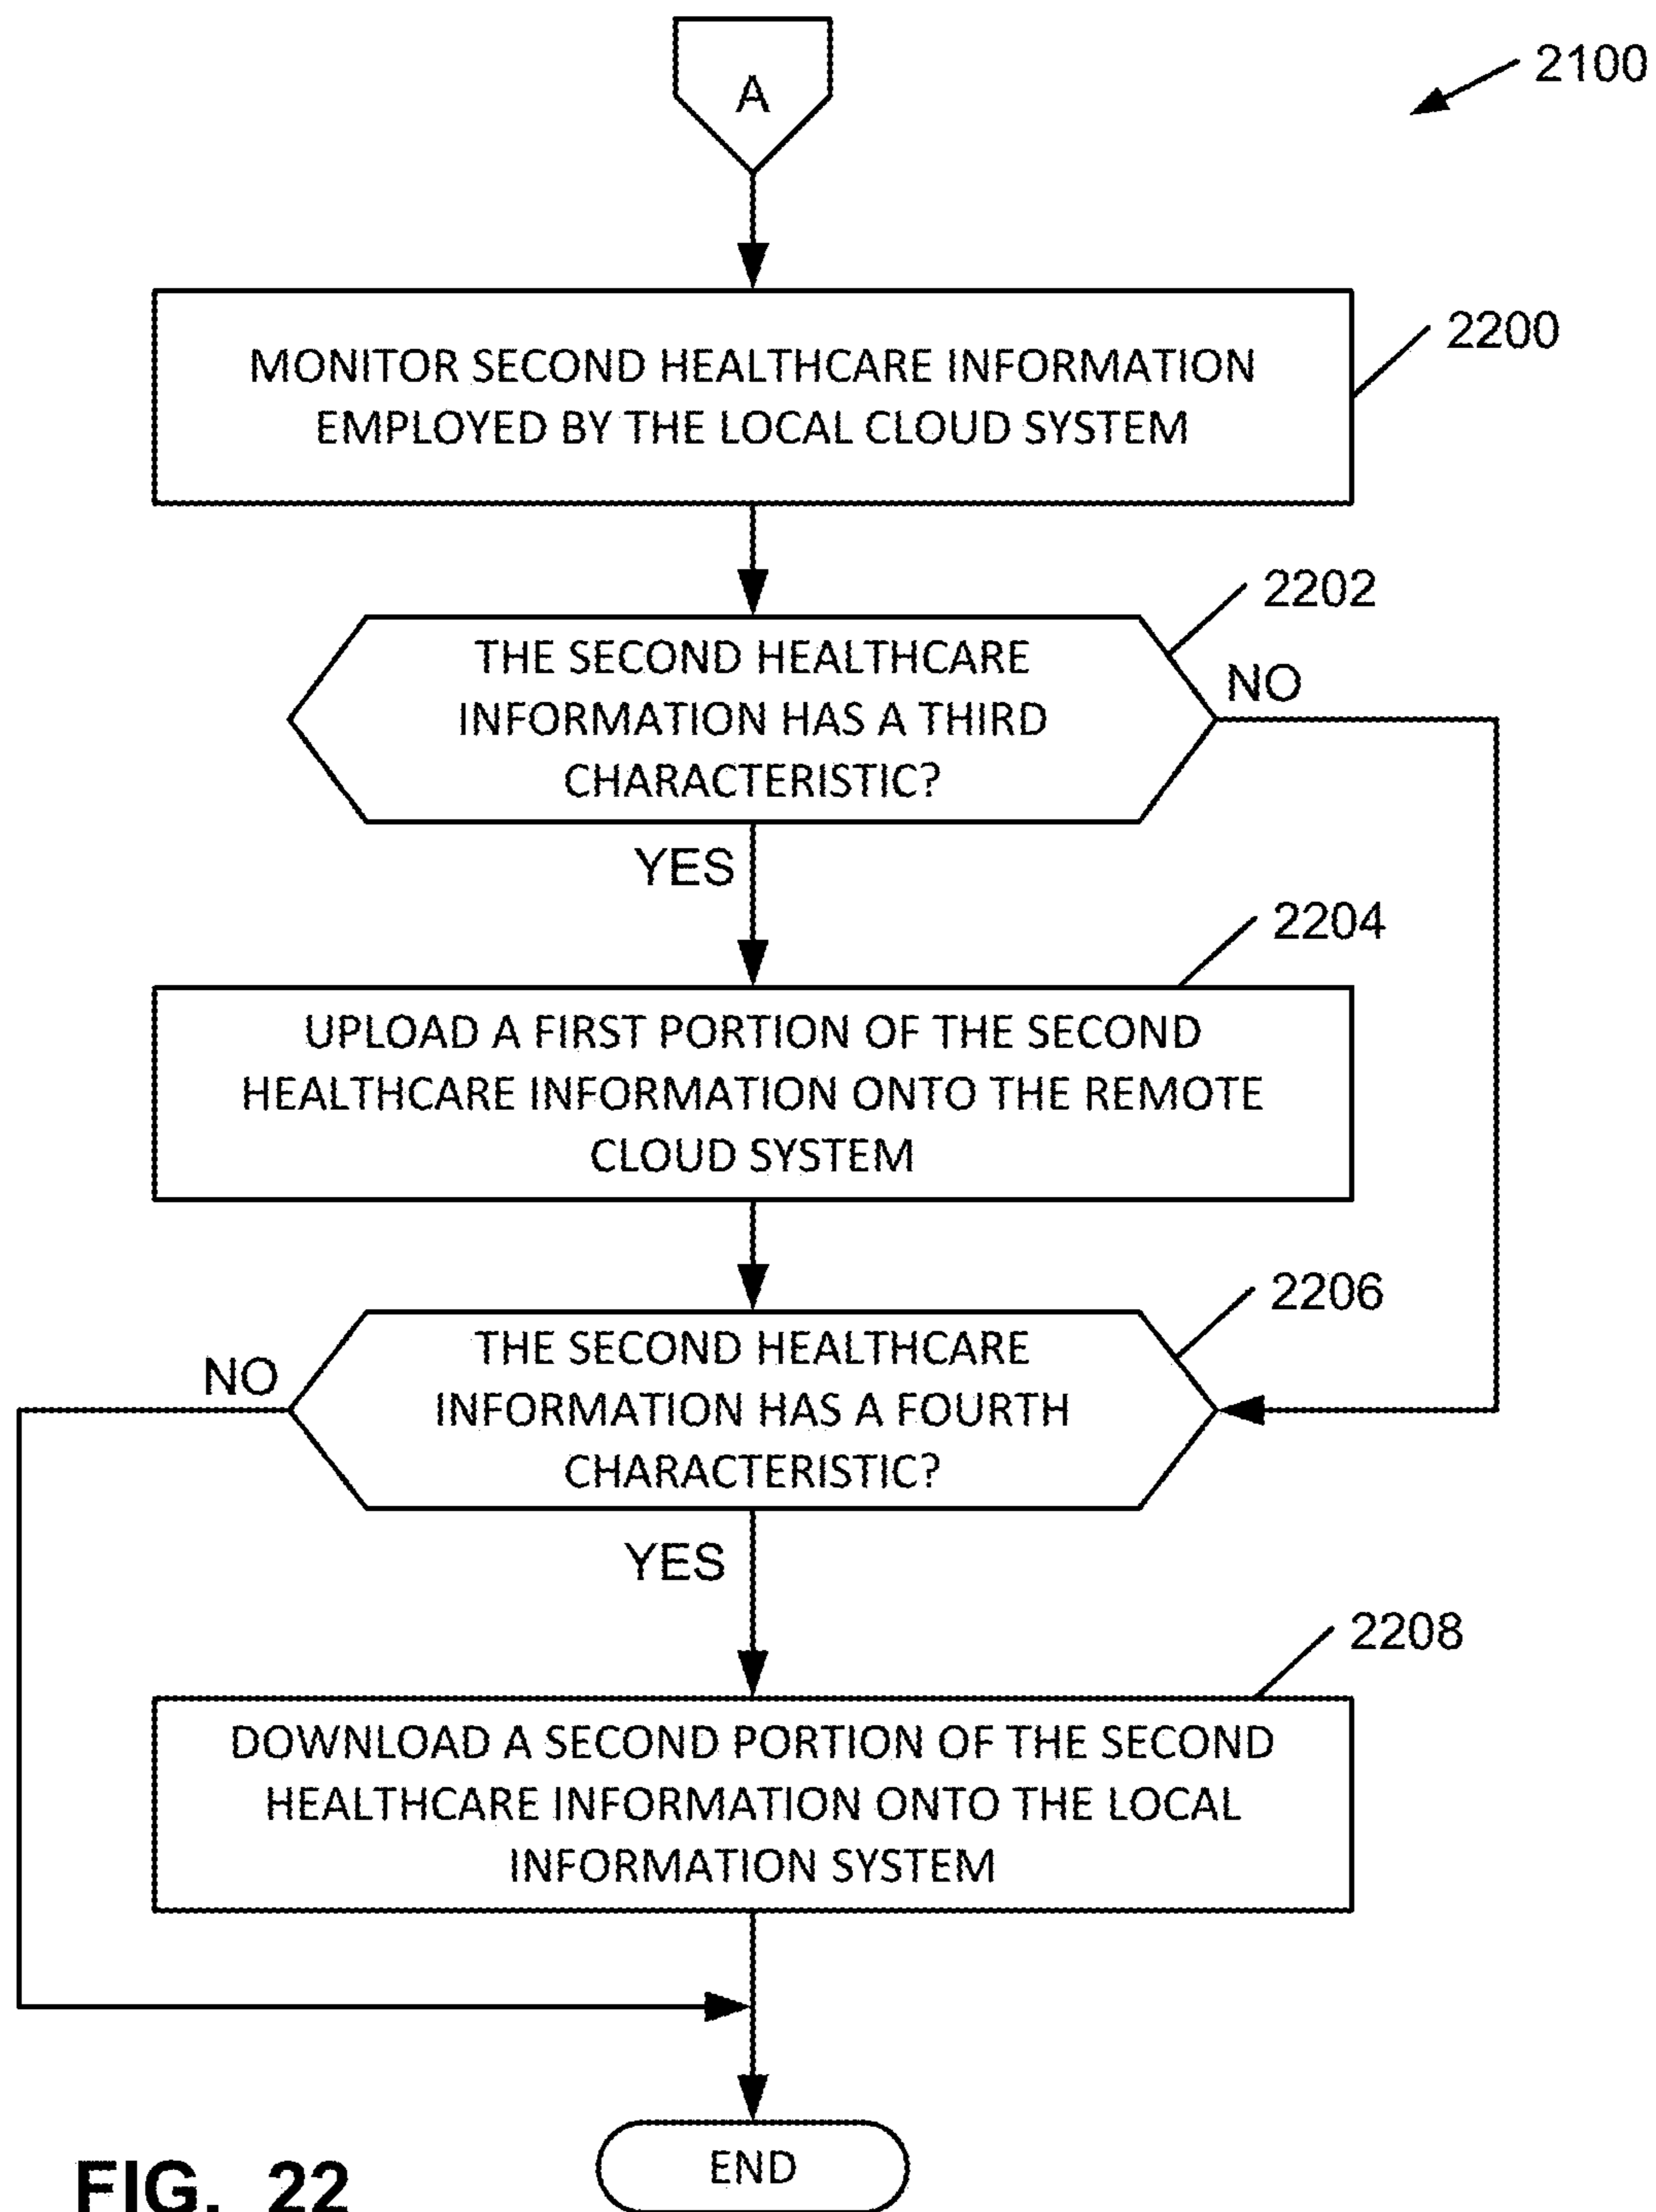 A
2100
MONITOR SECOND HEALTHCARE INFORMATION
EMPLOYED BY THE LOCAL CLOUD SYSTEM
2200
2202
THE SECOND HEALTHCARE
INFORMATION HAS A THIRD
CHARACTERISTIC?
NO
YES
2204
UPLOAD A FIRST PORTION OF THE SECOND
HEALTHCARE INFORMATION ONTO THE REMOTE
CLOUD SYSTEM
2206
THE SECOND HEALTHCARE
INFORMATION HAS A FOURTH
CHARACTERISTIC?
NO
YES
2208
DOWNLOAD A SECOND PORTION OF THE SECOND
HEALTHCARE INFORMATION ONTO THE LOCAL
INFORMATION SYSTEM
END
FIG. 22